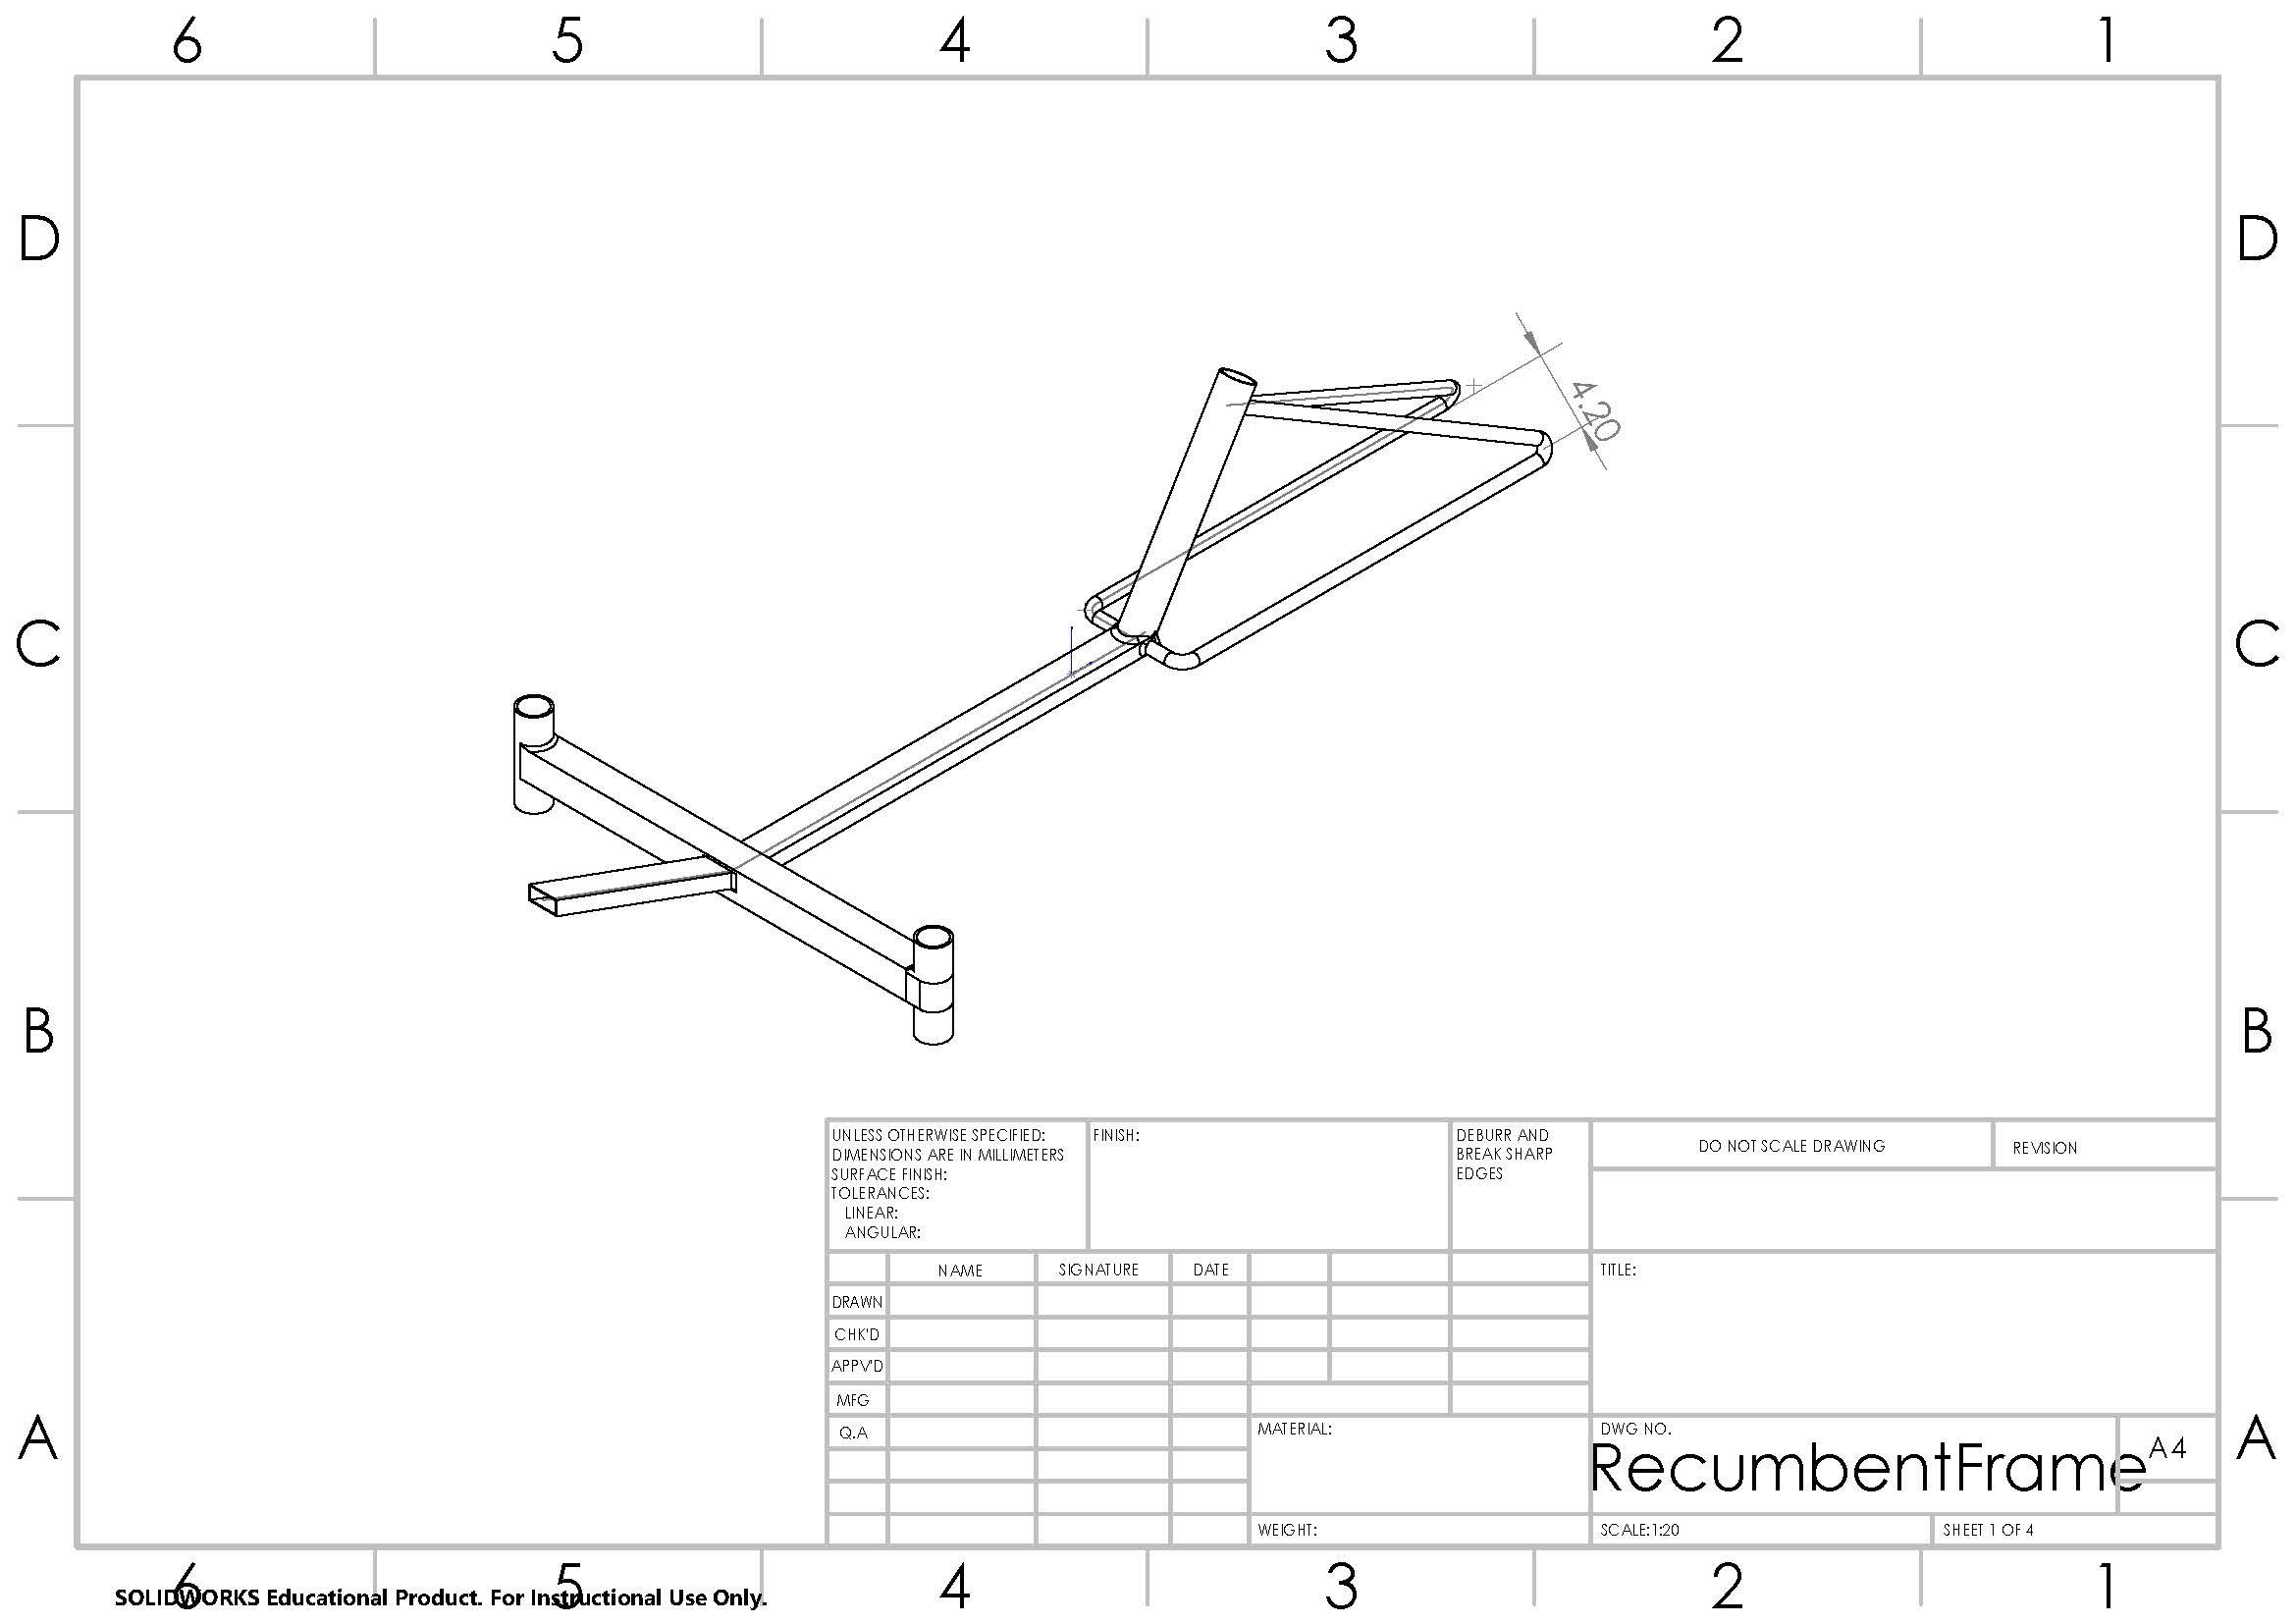 6 5 4 3 2 1
D D
4.20
C C
B B
UNLESS OTHERWISE SPECIFIED:
DIMENSIONS ARE IN MILLIMETERS
SURFACE FINISH:
TOLERANCES:
LINEAR:
ANGULAR:
FINISH:
DEBURR AND
BREAK SHARP
EDGES
DO NOT SCALE DRAWING
REVISION
NAME SIGNATURE DATE
TITLE:
DRAWN
CHK'D
APPV'D
MFG
Q.A
MATERIAL:
DWG NO.
A A
RecumbentFrame
A4
WEIGHT:
SCALE:1:20
SHEET 1 OF 4
6 5 4 3 2 1
SOLIDWORKS Educational Product. For Instructional Use Only.